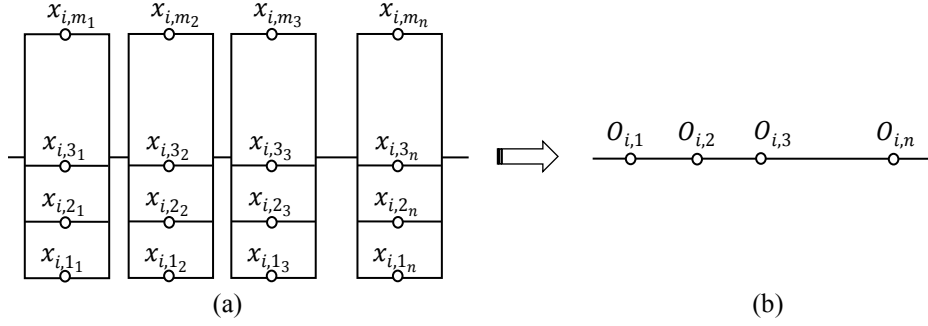 x_{i,m_1} x_{i,m_2} x_{i,m_3} x_{i,m_n}
x_{i,3_1} x_{i,3_2} x_{i,3_3} x_{i,3_n}
O_{i,1} O_{i,2} O_{i,3} O_{i,n}
x_{i,2_1} x_{i,2_2} x_{i,2_3} x_{i,2_n}
x_{i,1_1} x_{i,1_2} x_{i,1_3} x_{i,1_n}
(a) (b)